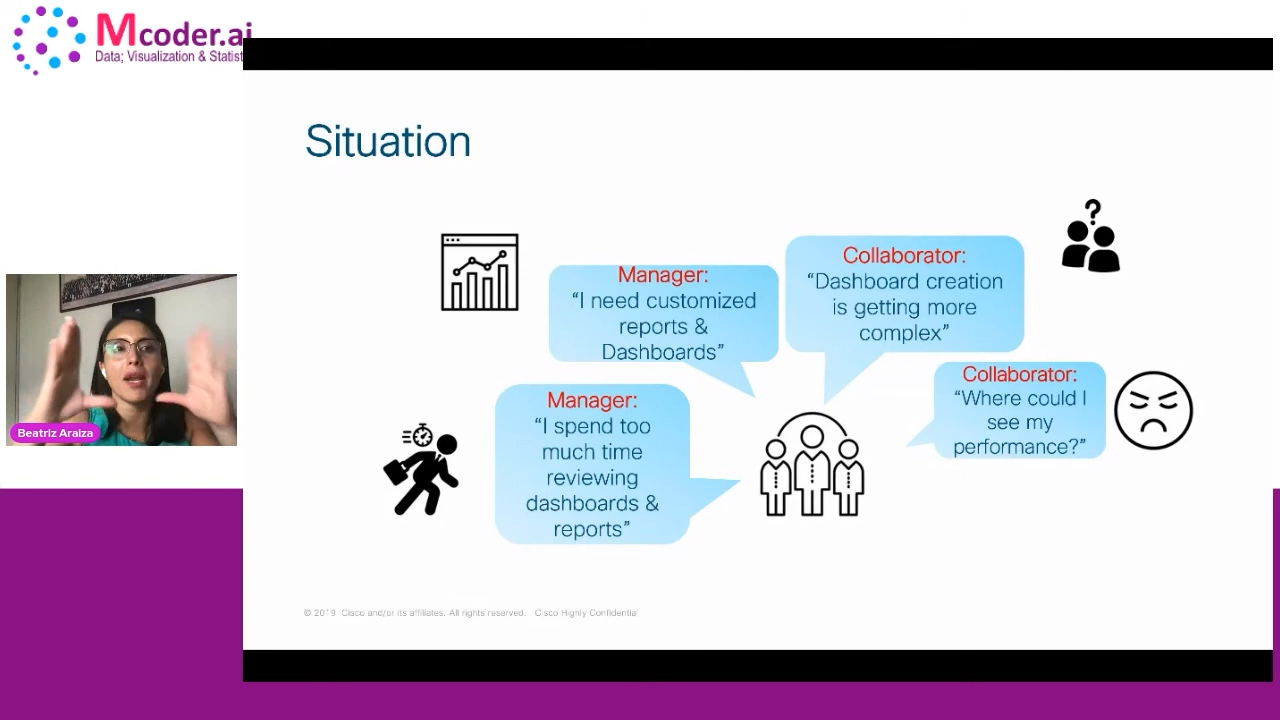 Mcoder.ai
Data; Visualization & Statist
Situation
Manager:
“I need customized
reports &
Dashboards”
Collaborator:
“Dashboard creation
is getting more
complex”
Manager:
“I spend too
much time
reviewing
dashboards &
reports”
Collaborator:
“Where could I
see my
performance?”
?
Beatriz Araiza
© 2019 Cisco and/or its affiliates. All rights reserved. Cisco Highly Confidential